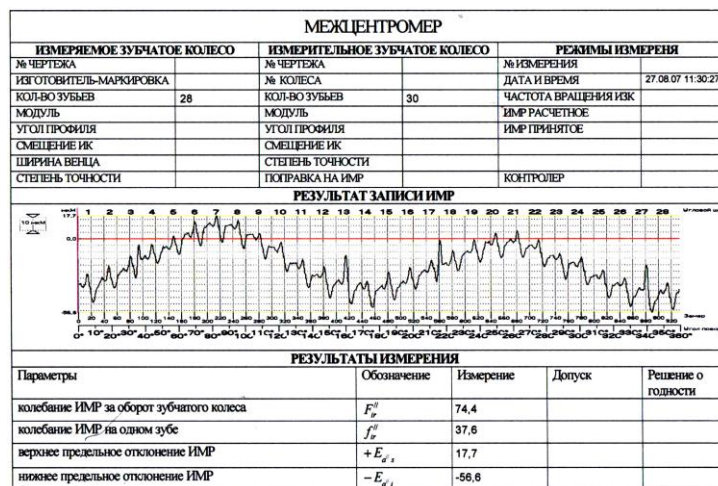 МЕЖЦЕНТРОМЕР
ИЗМЕРЯЕМОЕ ЗУБЧАТОЕ КОЛЕСО ИЗМЕРИТЕЛЬНОЕ ЗУБЧАТОЕ КОЛЕСО РЕЖИМЫ ИЗМЕРЕНЯ
№ ЧЕРТЕЖА № ЧЕРТЕЖА № ИЗМЕРЕНИЯ
ИЗГОТОВИТЕЛЬ-МАРКИРОВКА № КОЛЕСА ДАТА И ВРЕМЯ 27.08.07 11:30:27
КОЛ-ВО ЗУБЬЕВ 28 КОЛ-ВО ЗУБЬЕВ 30 ЧАСТОТА ВРАЩЕНИЯ ИЗК
МОДУЛЬ МОДУЛЬ ИМР РАСЧЕТНОЕ
УГОЛ ПРОФИЛЯ УГОЛ ПРОФИЛЯ ИМР ПРИНЯТОЕ
СМЕЩЕНИЕ ИК СМЕЩЕНИЕ ИК
ШИРИНА ВЕНЦА СТЕПЕНЬ ТОЧНОСТИ
СТЕПЕНЬ ТОЧНОСТИ ПОПРАВКА НА ИМР КОНТРОЛЕР
РЕЗУЛЬТАТ ЗАПИСИ ИМР
17,7 1 2 3 4 5 6 7 8 9 10 11 12 13 14 15 16 17 18 19 20 21 22 23 24 25 26 27 28 Угловой
0,0
РЕЗУЛЬТАТЫ ИЗМЕРЕНИЯ
Параметры Обозначение Измерение Допуск Решение о годности
колебание ИМР за оборот зубчатого колеса F''ir 74,4
колебание ИМР на одном зубе f''ir 37,6
верхнее предельное отклонение ИМР + Ea''s 17,7
нижнее предельное отклонение ИМР − Ea''i -56,6